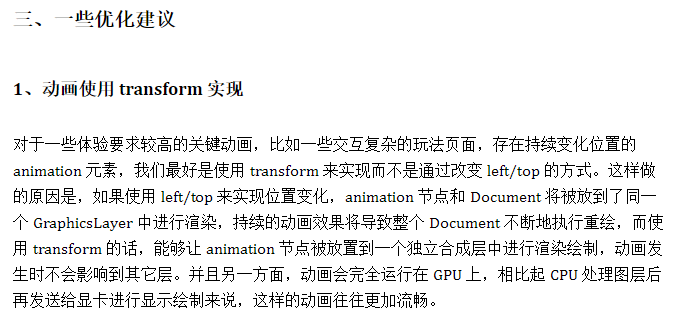 三、一些优化建议
1、动画使用 transform 实现
对于一些体验要求较高的关键动画，比如一些交互复杂的玩法页面，存在持续变化位置的
animation 元素，我们最好是使用 transform 来实现而不是通过改变 left/top 的方式。这样做
的原因是，如果使用 left/top 来实现位置变化，animation 节点和 Document 将被放到了同一
个 GraphicsLayer 中进行渲染，持续的动画效果将导致整个 Document 不断地执行重绘，而使
用 transform 的话，能够让 animation 节点被放置到一个独立合成层中进行渲染绘制，动画发
生时不会影响到其它层。并且另一方面，动画会完全运行在 GPU 上，相比起 CPU 处理图层后
再发送给显卡进行显示绘制来说，这样的动画往往更加流畅。